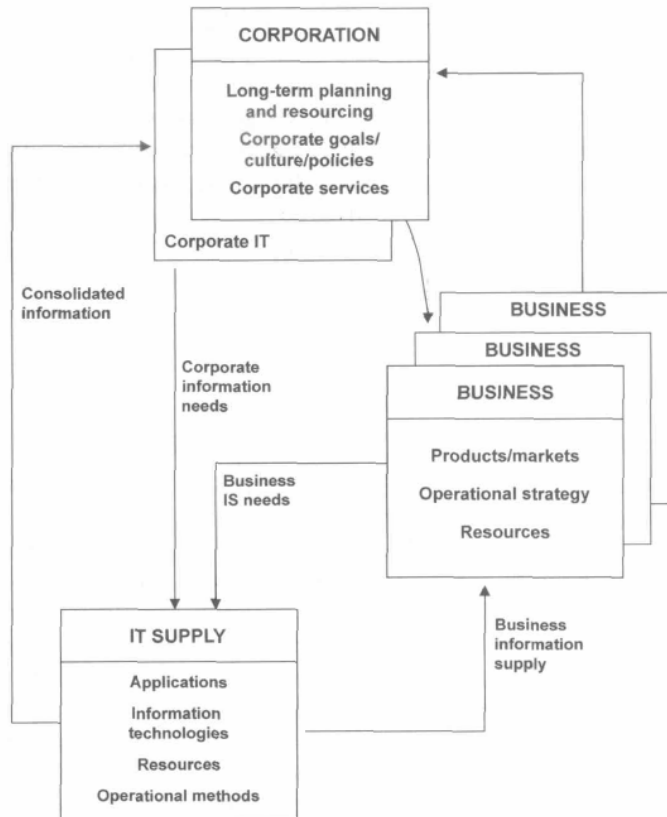 CORPORATION
Long-term planning
and resourcing
Corporate goals/
culture/policies
Corporate services
Corporate IT
Consolidated
information
Corporate
information
needs
BUSINESS
BUSINESS
BUSINESS
Products/markets
Operational strategy
Resources
Business
IS needs
Business
information
supply
IT SUPPLY
Applications
Information
technologies
Resources
Operational methods